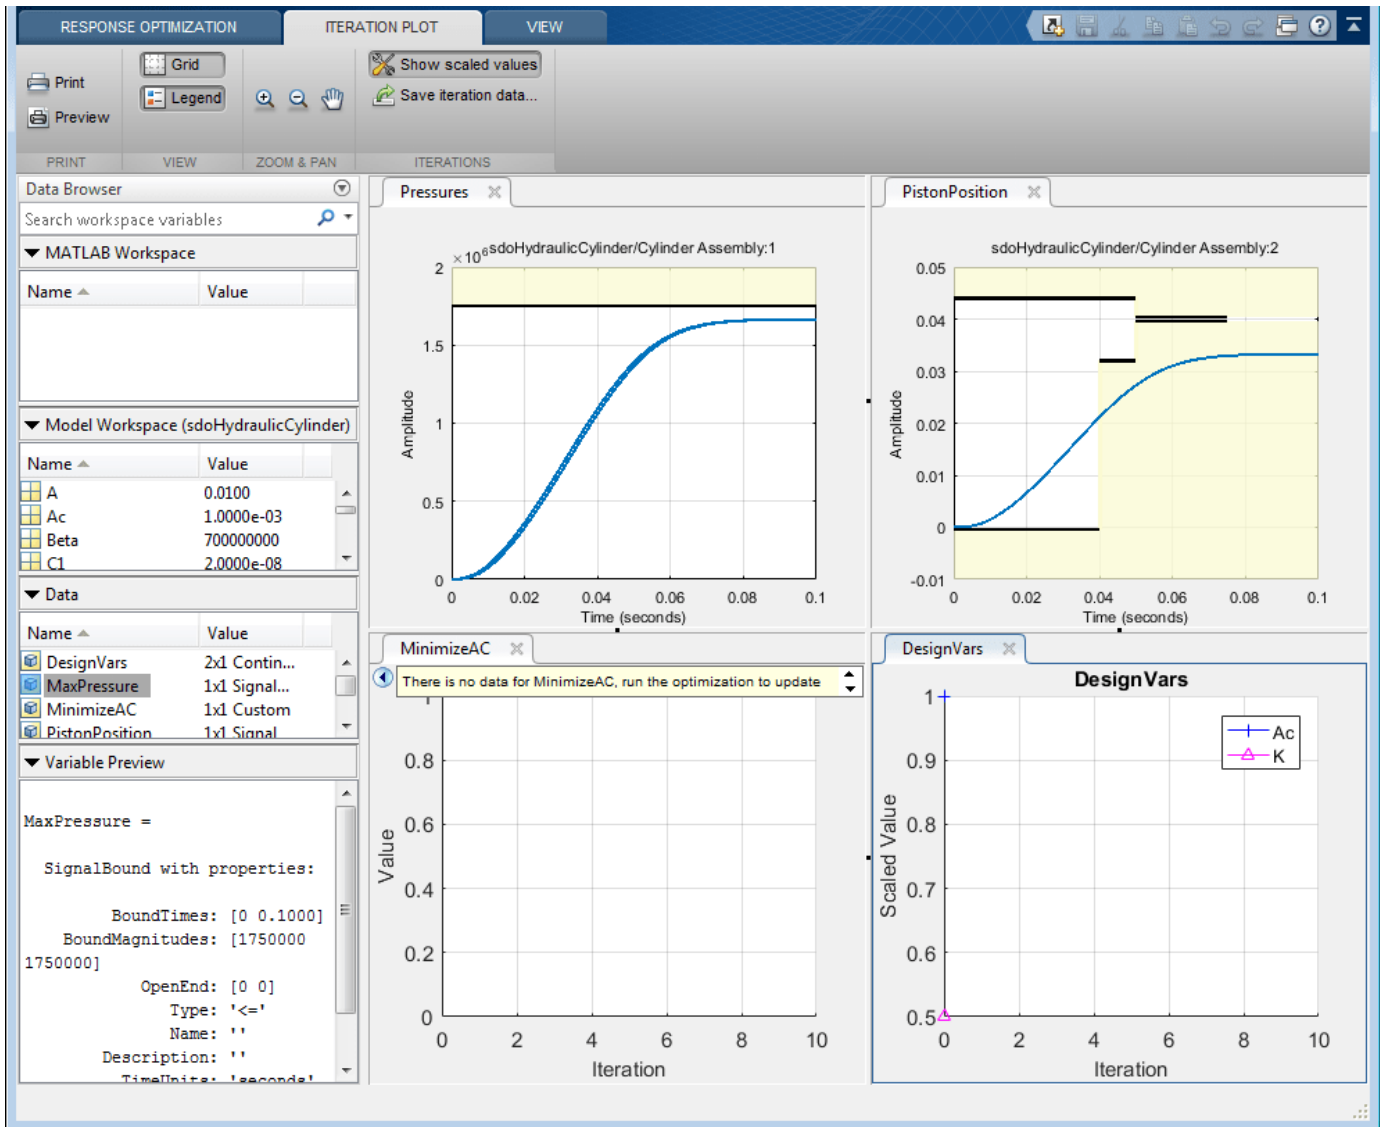 RESPONSE OPTIMIZATION ITERATION PLOT VIEW
Print
Preview
Grid
Legend
Show scaled values
Save iteration data...
PRINT VIEW ZOOM & PAN ITERATIONS
Data Browser
Search workspace variables
MATLAB Workspace
Name Value
Model Workspace (sdoHydraulicCylinder)
Name Value
A 0.0100
Ac 1.0000e-03
Beta 700000000
C1 2.0000e-08
Data
Name Value
DesignVars 2x1 Contin...
MaxPressure 1x1 Signal...
MinimizeAC 1x1 Custom
PistonPosition 1x1 Signal
Variable Preview
MaxPressure =
SignalBound with properties:
BoundTimes: [0 0.1000]
BoundMagnitudes: [1750000
1750000]
OpenEnd: [0 0]
Type: '<='
Name: ''
Description: ''
TimeUnits: 'seconds'
Pressures
sdoHydraulicCylinder/Cylinder Assembly:1
×10⁶
2
1.5
1
0.5
0
Amplitude
0 0.02 0.04 0.06 0.08 0.1
Time (seconds)
PistonPosition
sdoHydraulicCylinder/Cylinder Assembly:2
0.05
0.04
0.03
0.02
0.01
0
-0.01
Amplitude
0 0.02 0.04 0.06 0.08 0.1
Time (seconds)
MinimizeAC
There is no data for MinimizeAC, run the optimization to update
1
0.8
0.6
0.4
0.2
0
Value
0 2 4 6 8 10
Iteration
DesignVars
DesignVars
Ac
K
1
0.9
0.8
0.7
0.6
0.5
Scaled Value
0 2 4 6 8 10
Iteration